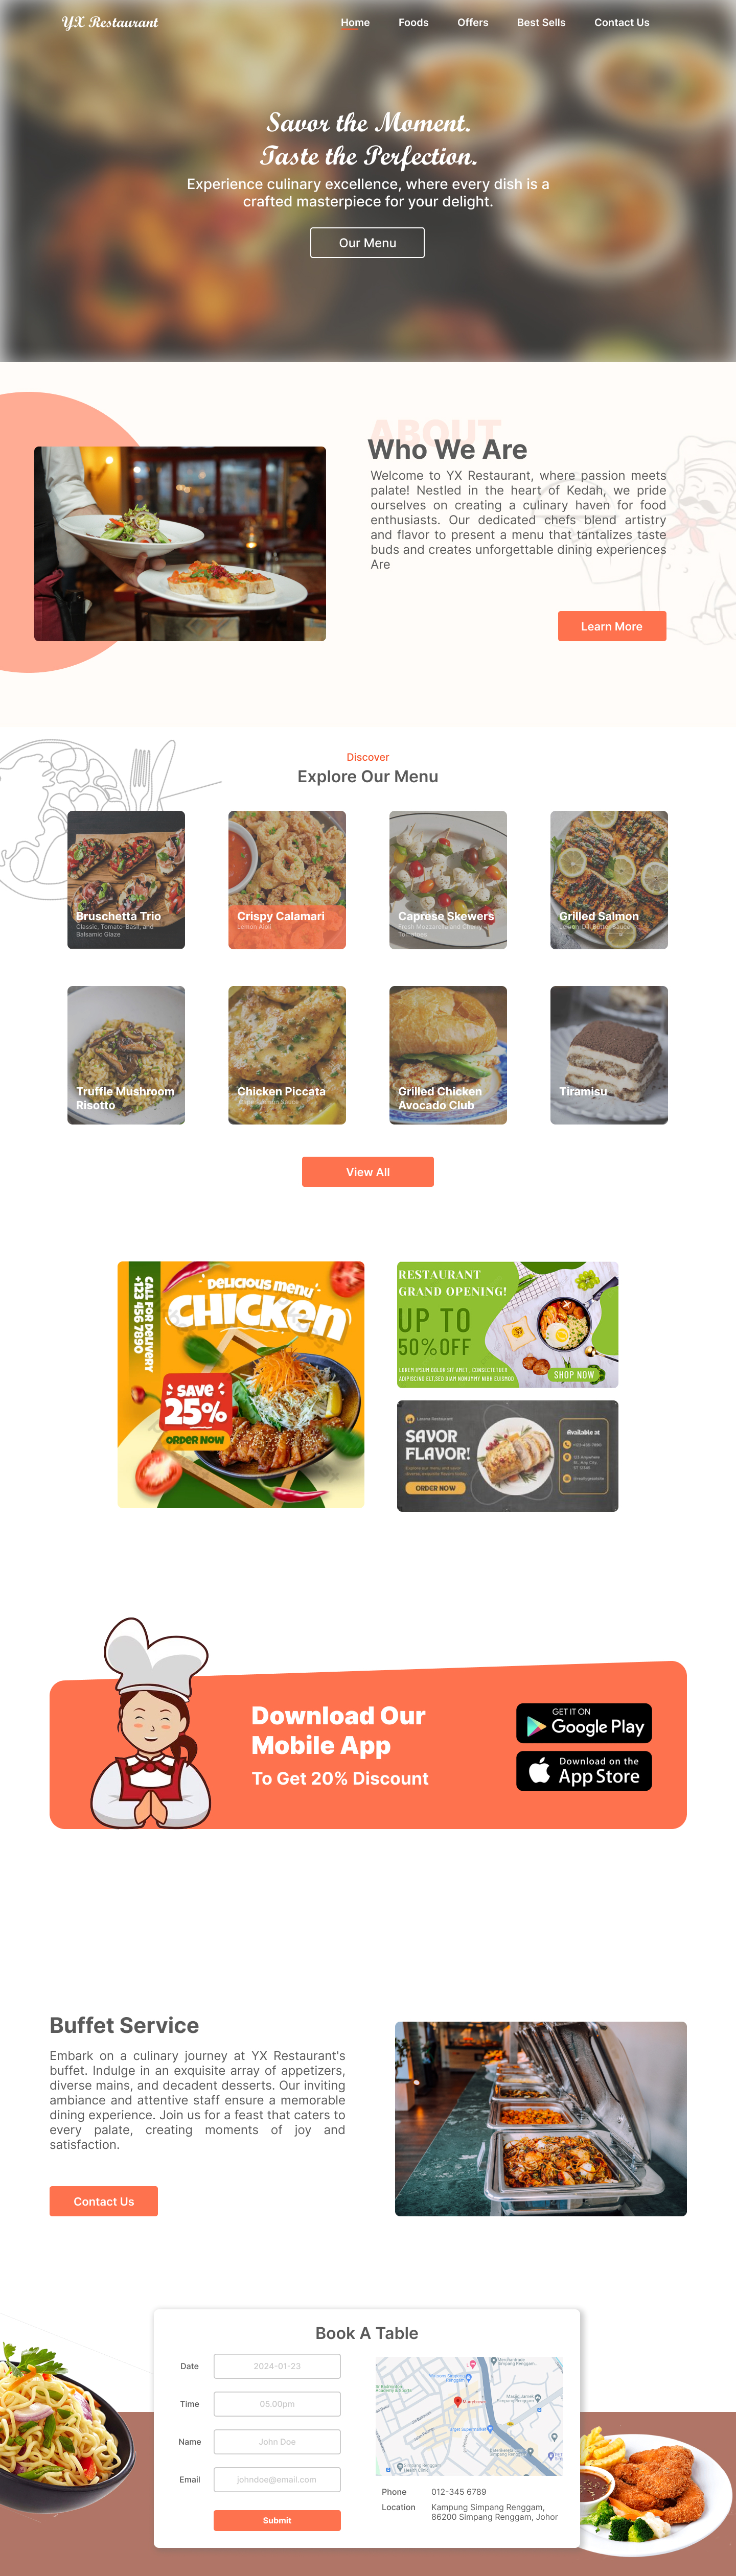 YX Restaurant
Home Foods Offers Best Sells Contact Us
Savor the Moment.
Taste the Perfection.
Experience culinary excellence, where every dish is a
crafted masterpiece for your delight.
Our Menu
ABOUT
Who We Are
Welcome to YX Restaurant, where passion meets
palate! Nestled in the heart of Kedah, we pride
ourselves on creating a culinary haven for food
enthusiasts. Our dedicated chefs blend artistry
and flavor to present a menu that tantalizes taste
buds and creates unforgettable dining experiences
Are
Learn More
Discover
Explore Our Menu
Bruschetta Trio
Classic, Tomato-Basil, and
Balsamic Glaze
Crispy Calamari
Lemon Aioli
Caprese Skewers
Fresh Mozzarella and Cherry
Tomatoes
Grilled Salmon
Lemon-Dill Butter Sauce
Truffle Mushroom
Risotto
Chicken Piccata
Grilled Chicken
Avocado Club
Tiramisu
View All
CALL FOR DELIVERY
+123 456 7890
DELICIOUS MENU
CHICKEN
SAVE
25%
ORDER NOW
RESTAURANT
GRAND OPENING!
UP TO
50%OFF
LOREM IPSUM DOLOR SIT AMET, CONSECTETUER
ADIPISCING ELT,SED DIAM NONUMMY NIBH EUISMOD
SHOP NOW
SAVOR
FLAVOR!
ORDER NOW
Available at
Download Our
Mobile App
To Get 20% Discount
GET IT ON
Google Play
Download on the
App Store
Buffet Service
Embark on a culinary journey at YX Restaurant's
buffet. Indulge in an exquisite array of appetizers,
diverse mains, and decadent desserts. Our inviting
ambiance and attentive staff ensure a memorable
dining experience. Join us for a feast that caters to
every palate, creating moments of joy and
satisfaction.
Contact Us
Book A Table
Date 2024-01-23
Time 05.00pm
Name John Doe
Email johndoe@email.com
Submit
Phone 012-345 6789
Location Kampung Simpang Renggam,
86200 Simpang Renggam, Johor